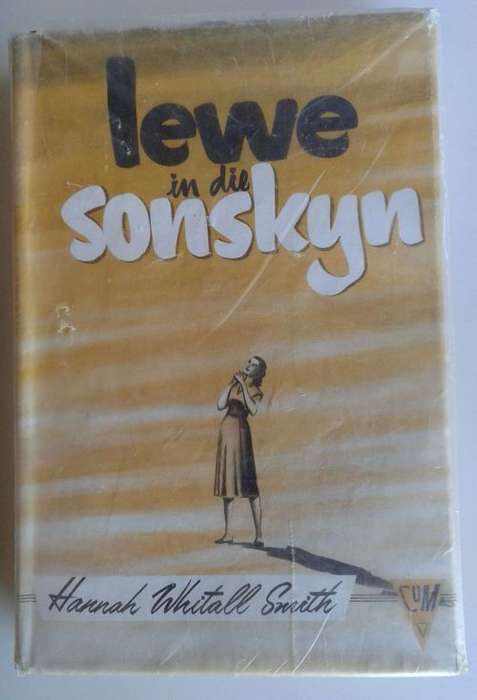 lewe
in die
sonskyn
Hannah Whitall Smith
CUM